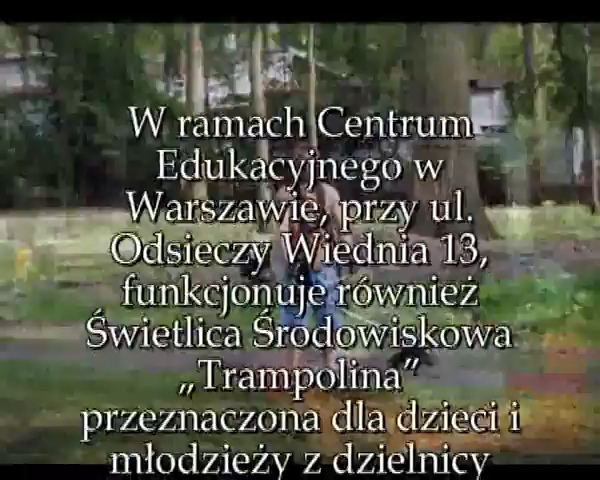 W ramach Centrum
Edukacyjnego w
Warszawie, przy ul.
Odsieczy Wiednia 13,
funkcjonuje również
Świetlica Środowiskowa
„Trampolina”
przeznaczona dla dzieci i
młodzieży z dzielnicy